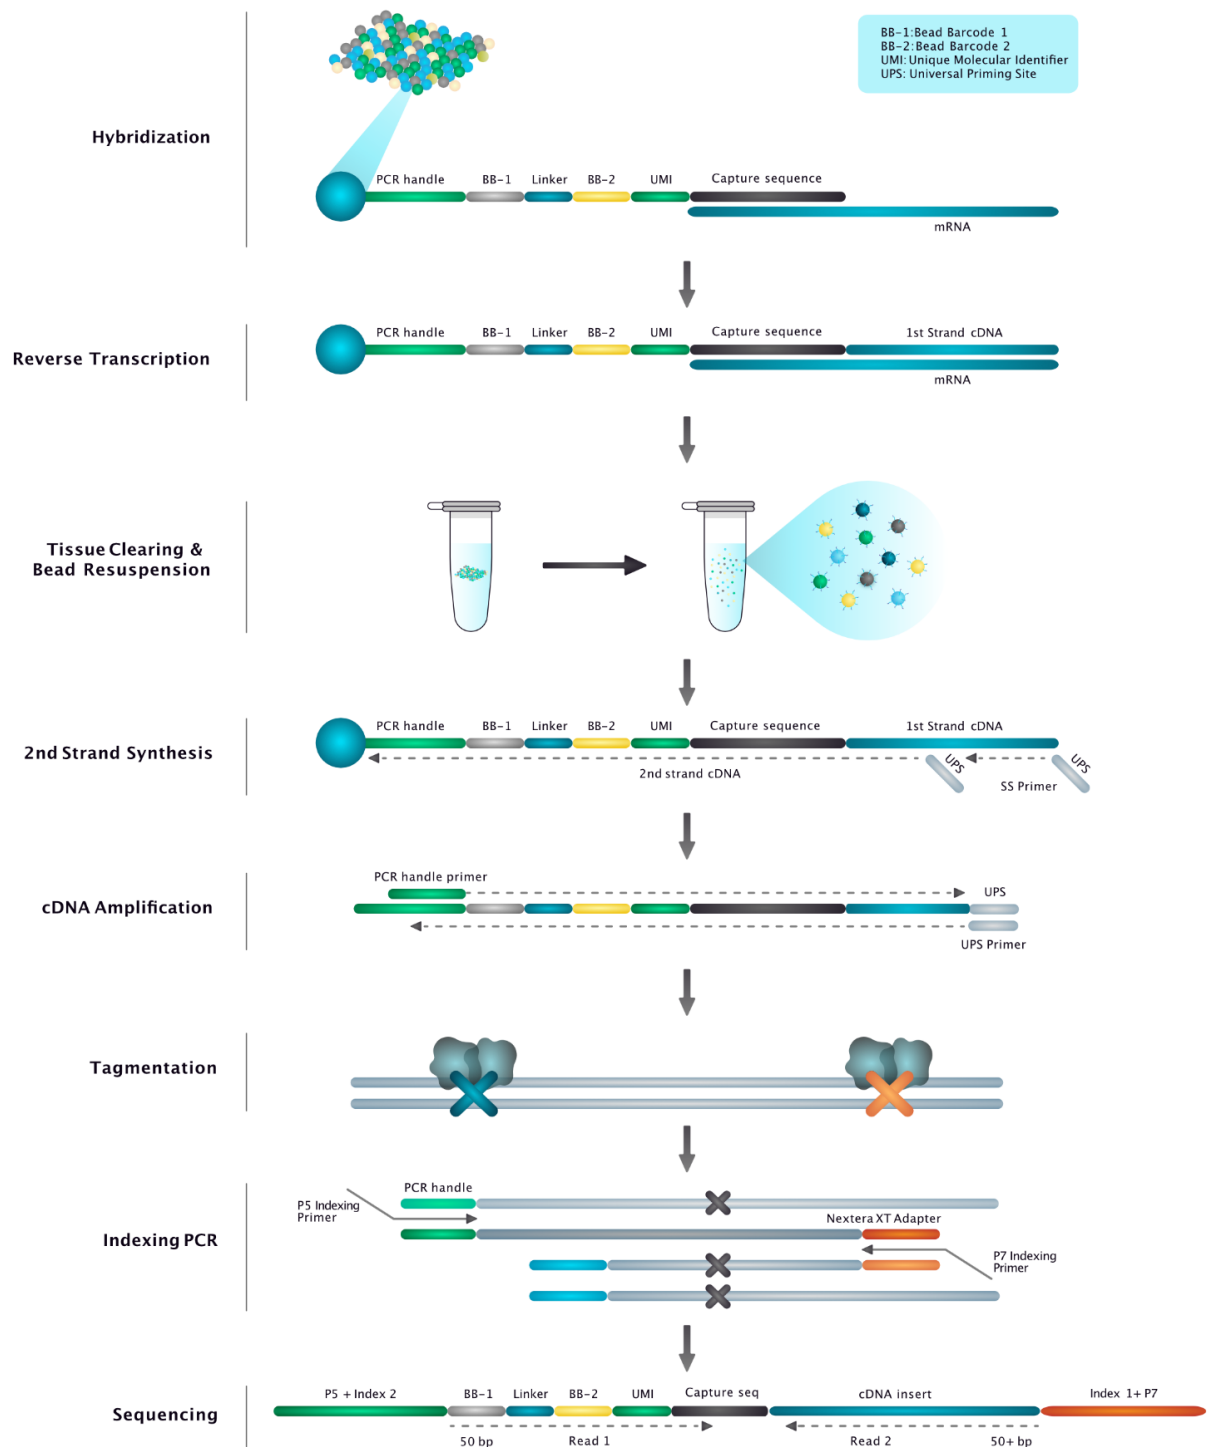 BB-1:Bead Barcode 1
BB-2:Bead Barcode 2
UMI:Unique Molecular Identifier
UPS: Universal Priming Site
Hybridization
PCR handle BB-1 Linker BB-2 UMI Capture sequence
mRNA
Reverse Transcription
PCR handle BB-1 Linker BB-2 UMI Capture sequence 1st Strand cDNA
mRNA
Tissue Clearing &
Bead Resuspension
2nd Strand Synthesis
PCR handle BB-1 Linker BB-2 UMI Capture sequence 1st Strand cDNA
2nd strand cDNA
UPS
SS Primer
UPS
cDNA Amplification
PCR handle primer
UPS
UPS Primer
Tagmentation
Indexing PCR
PCR handle
P5 Indexing
Primer
Nextera XT Adapter
P7 Indexing
Primer
Sequencing
P5 + Index 2 BB-1 Linker BB-2 UMI Capture seq cDNA insert Index 1+ P7
50 bp Read 1 Read 2 50+ bp